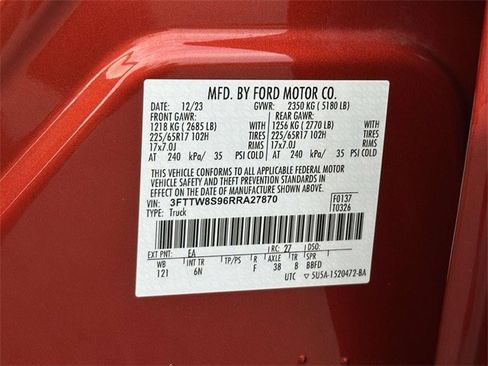 MFD. BY FORD MOTOR CO.
DATE: 12/23 GVWR: 2350 KG ( 5180 LB)
FRONT GAWR: REAR GAWR:
1218 KG ( 2685 LB) WITH 1256 KG ( 2770 LB) WITH
225/65R17 102H TIRES 225/65R17 102H TIRES
17x7.0J RIMS 17x7.0J RIMS
AT 240 kPa/ 35 PSI COLD AT 240 kPa/ 35 PSI COLD
THIS VEHICLE CONFORMS TO ALL APPLICABLE FEDERAL MOTOR
VEHICLE SAFETY AND THEFT PREVENTION STANDARDS IN
EFFECT ON THE DATE OF MANUFACTURE SHOWN ABOVE.
VIN: 3FTTW8S96RRA27870 F0137
TYPE: Truck T0326
EXT PNT: EA RC: 27 DSO:
WB INT TR TP/PS R AXLE TR SPR
121 6N F 3B 8 BBFD
UTC 5U5A-1520472-BA